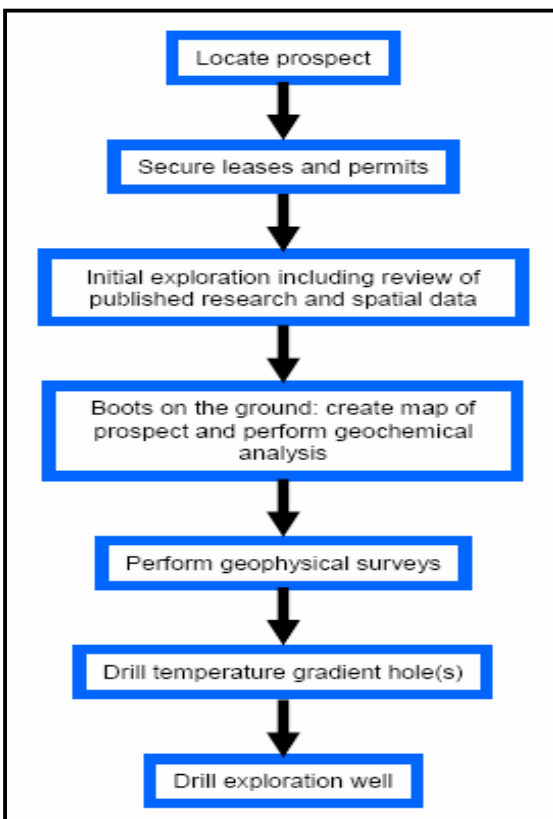 Locate prospect
Secure leases and permits
Initial exploration including review of
published research and spatial data
Boots on the ground: create map of
prospect and perform geochemical
analysis
Perform geophysical surveys
Drill temperature gradient hole(s)
Drill exploration well